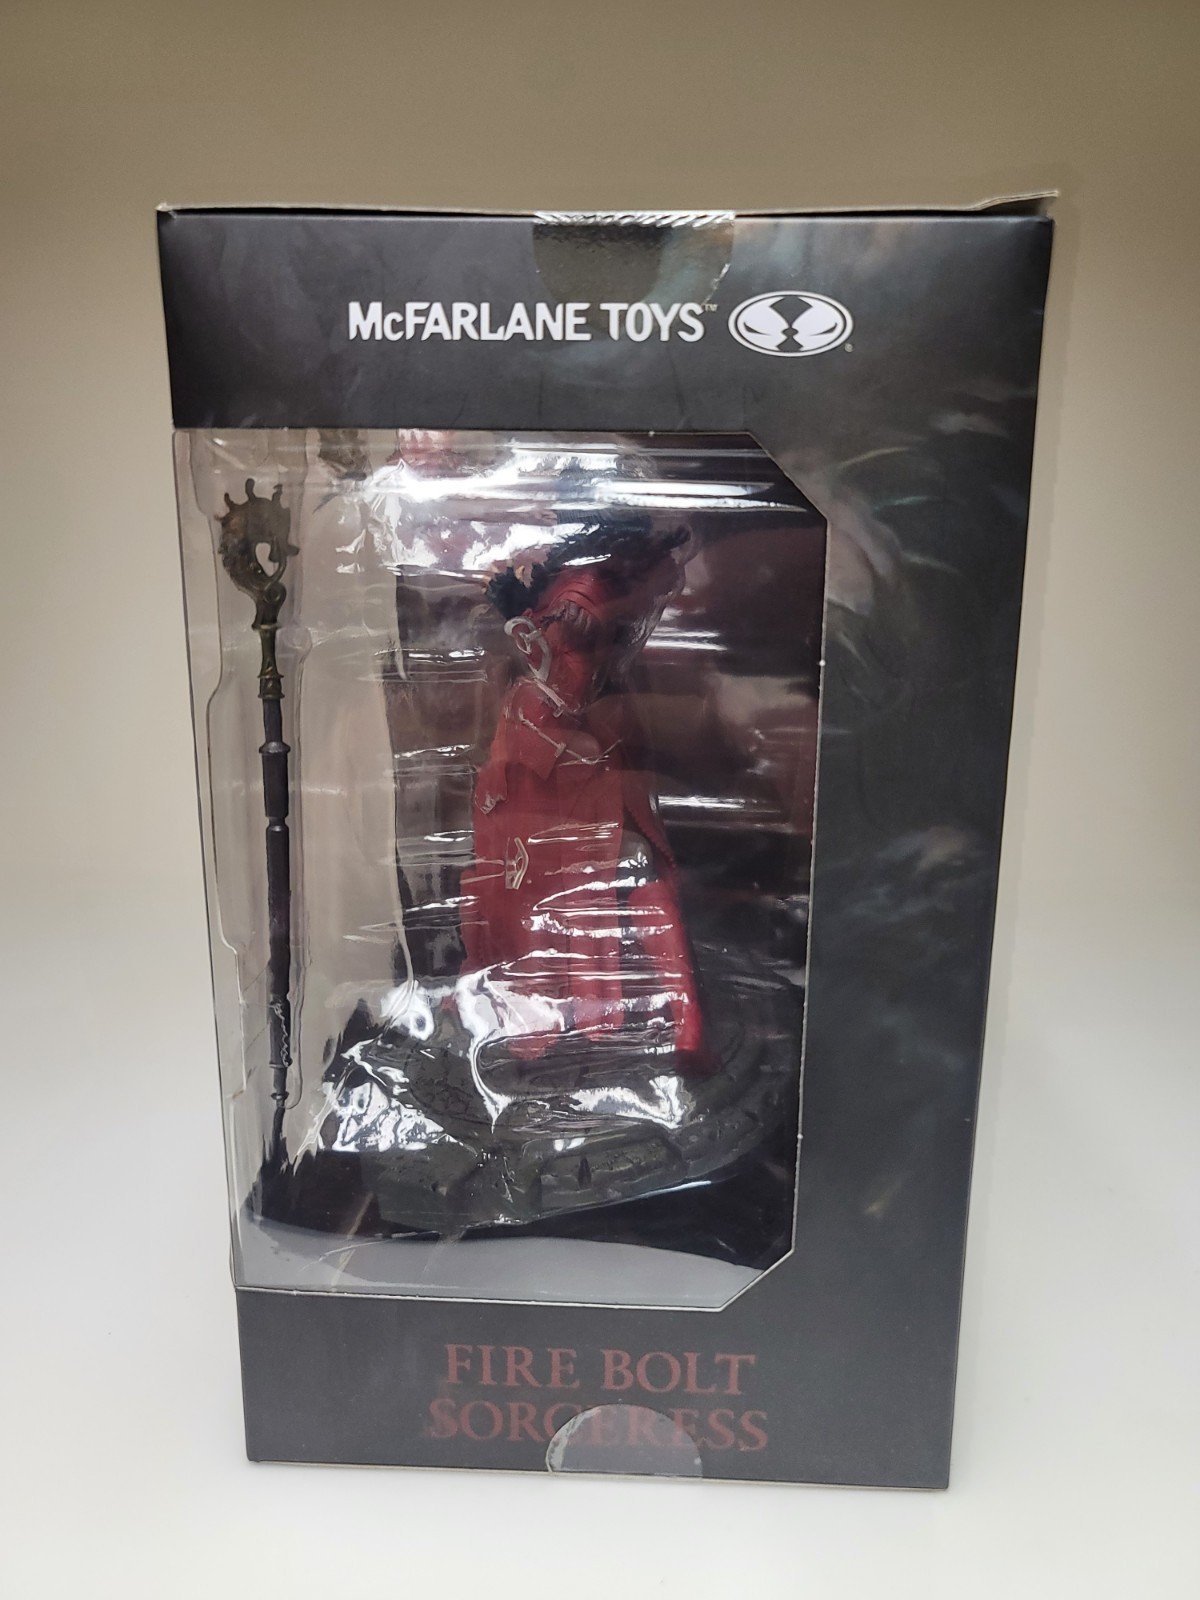 McFARLANE TOYS™
FIRE BOLT
SORCERESS